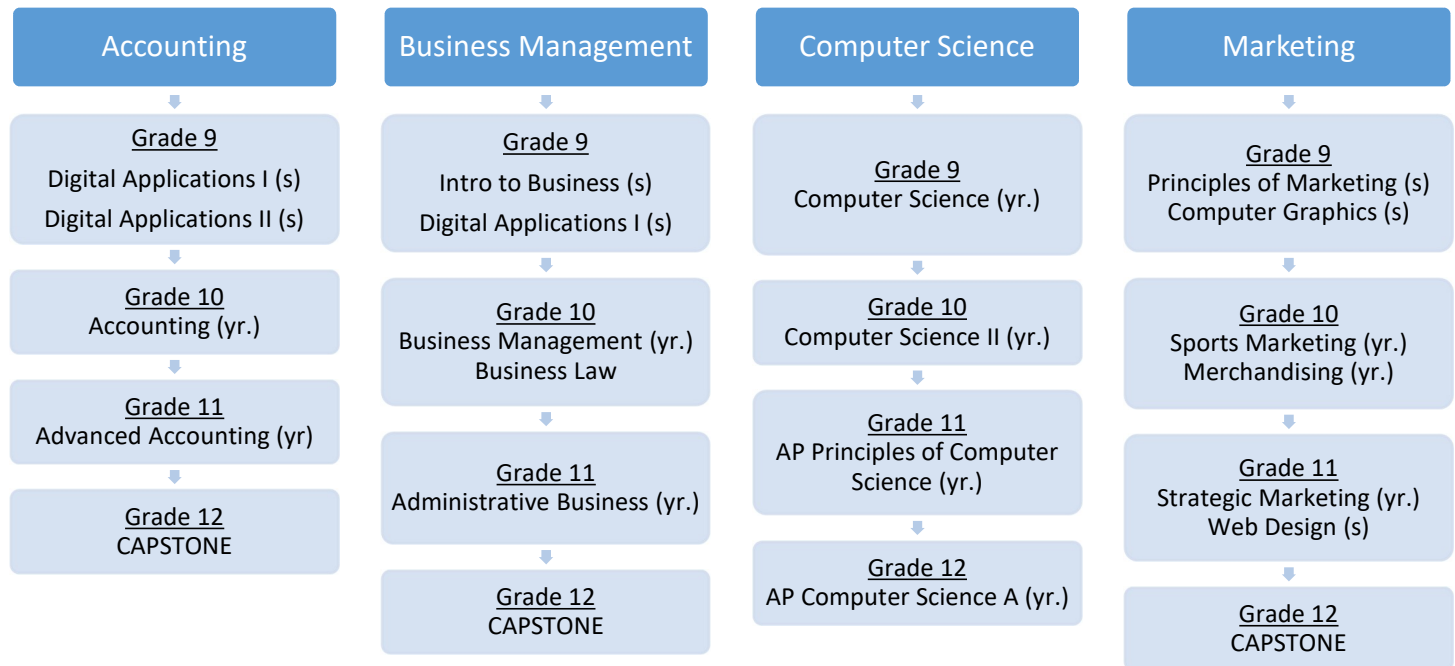 Accounting
Grade 9
Digital Applications I (s)
Digital Applications II (s)
Grade 10
Accounting (yr.)
Grade 11
Advanced Accounting (yr)
Grade 12
CAPSTONE
Business Management
Grade 9
Intro to Business (s)
Digital Applications I (s)
Grade 10
Business Management (yr.)
Business Law
Grade 11
Administrative Business (yr.)
Grade 12
CAPSTONE
Computer Science
Grade 9
Computer Science (yr.)
Grade 10
Computer Science II (yr.)
Grade 11
AP Principles of Computer
Science (yr.)
Grade 12
AP Computer Science A (yr.)
Marketing
Grade 9
Principles of Marketing (s)
Computer Graphics (s)
Grade 10
Sports Marketing (yr.)
Merchandising (yr.)
Grade 11
Strategic Marketing (yr.)
Web Design (s)
Grade 12
CAPSTONE